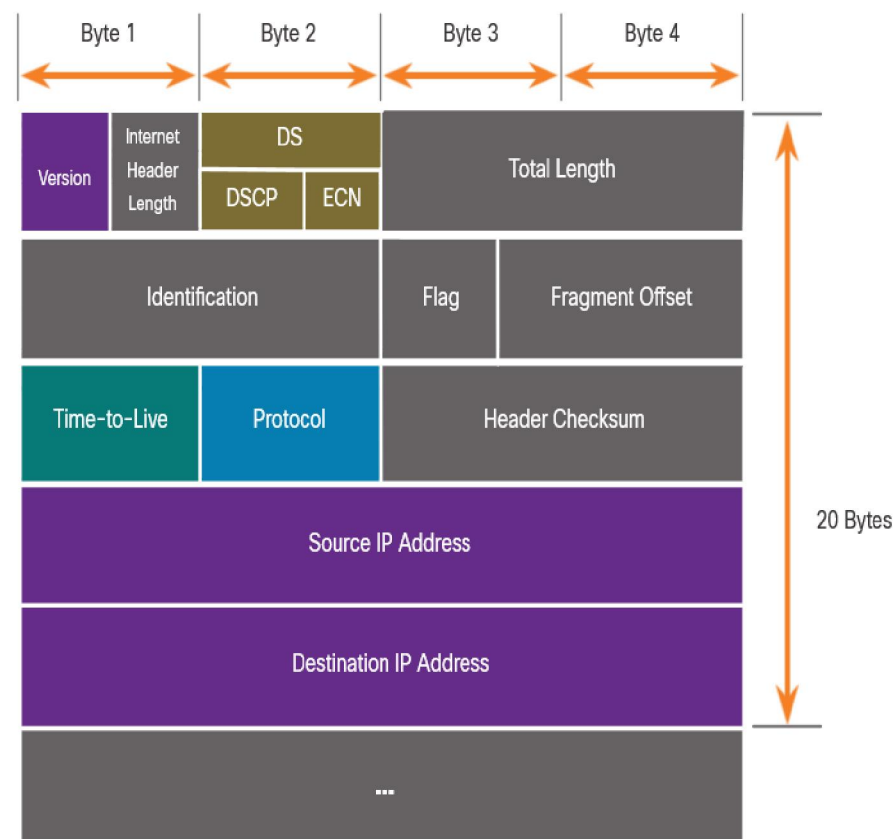 Byte 1 Byte 2 Byte 3 Byte 4
Version
Internet
Header
Length
DS
DSCP ECN
Total Length
Identification Flag Fragment Offset
Time-to-Live Protocol Header Checksum
Source IP Address
20 Bytes
Destination IP Address
...